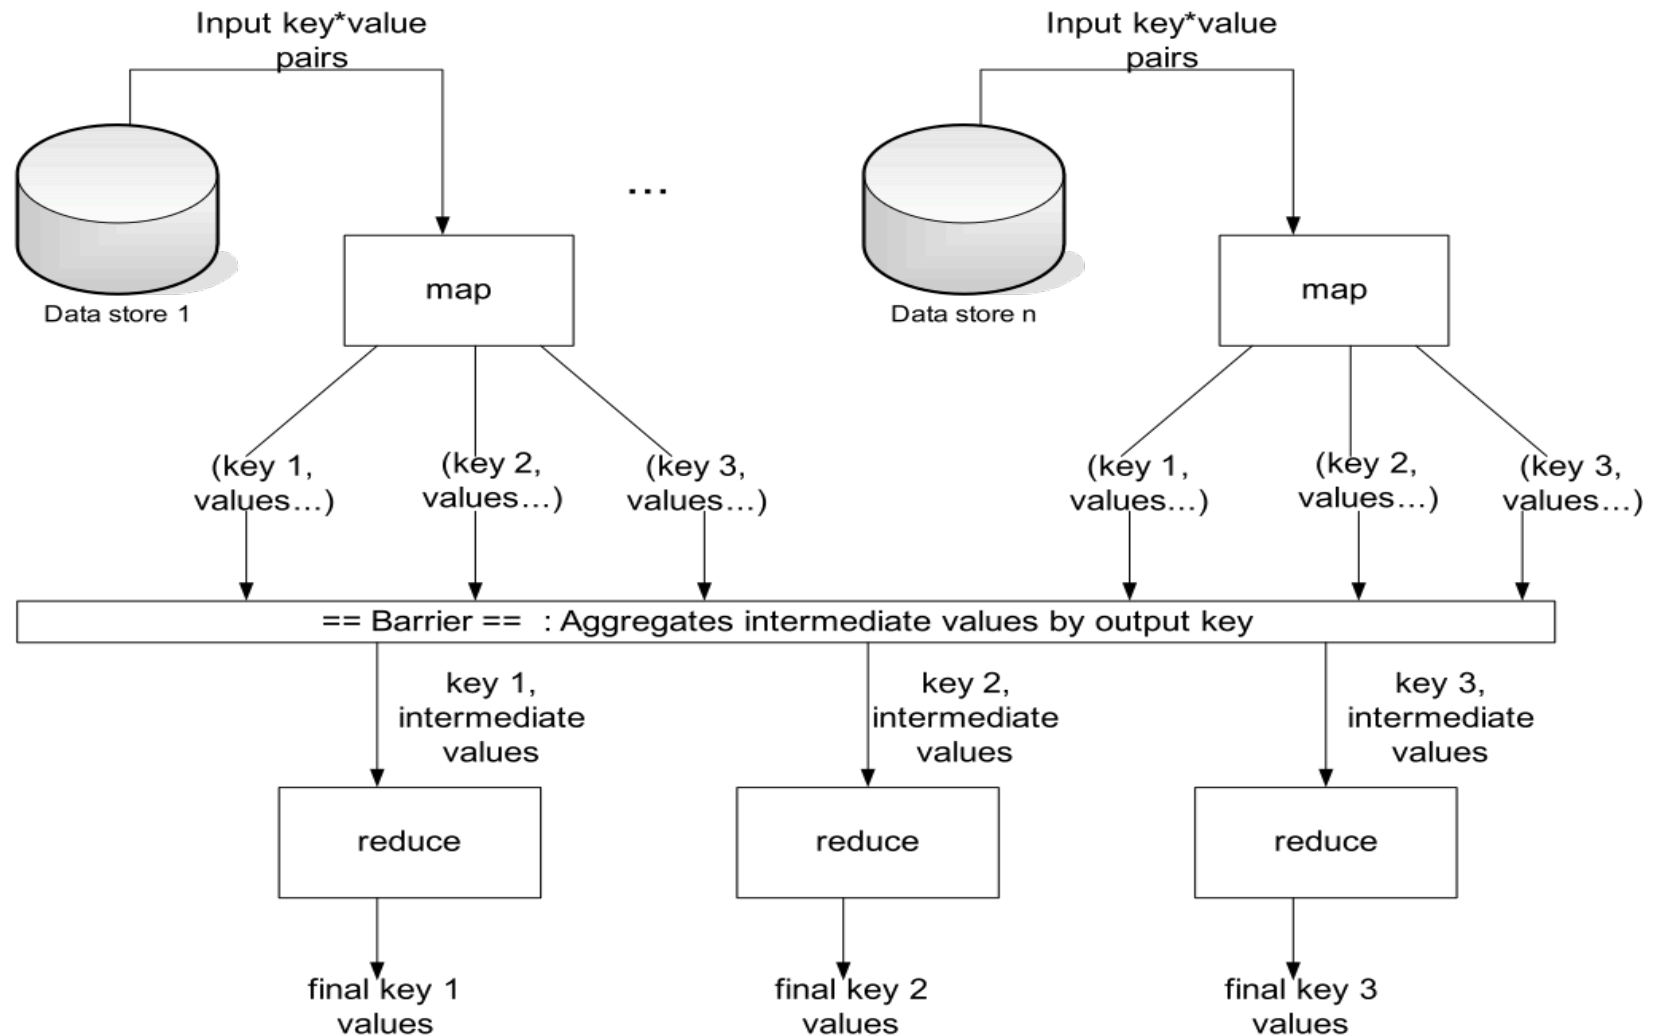 Input key*value
pairs
Input key*value
pairs
...
Data store 1
map
Data store n
map
(key 1,
values...)
(key 2,
values...)
(key 3,
values...)
(key 1,
values...)
(key 2,
values...)
(key 3,
values...)
== Barrier == : Aggregates intermediate values by output key
key 1,
intermediate
values
key 2,
intermediate
values
key 3,
intermediate
values
reduce
reduce
reduce
final key 1
values
final key 2
values
final key 3
values